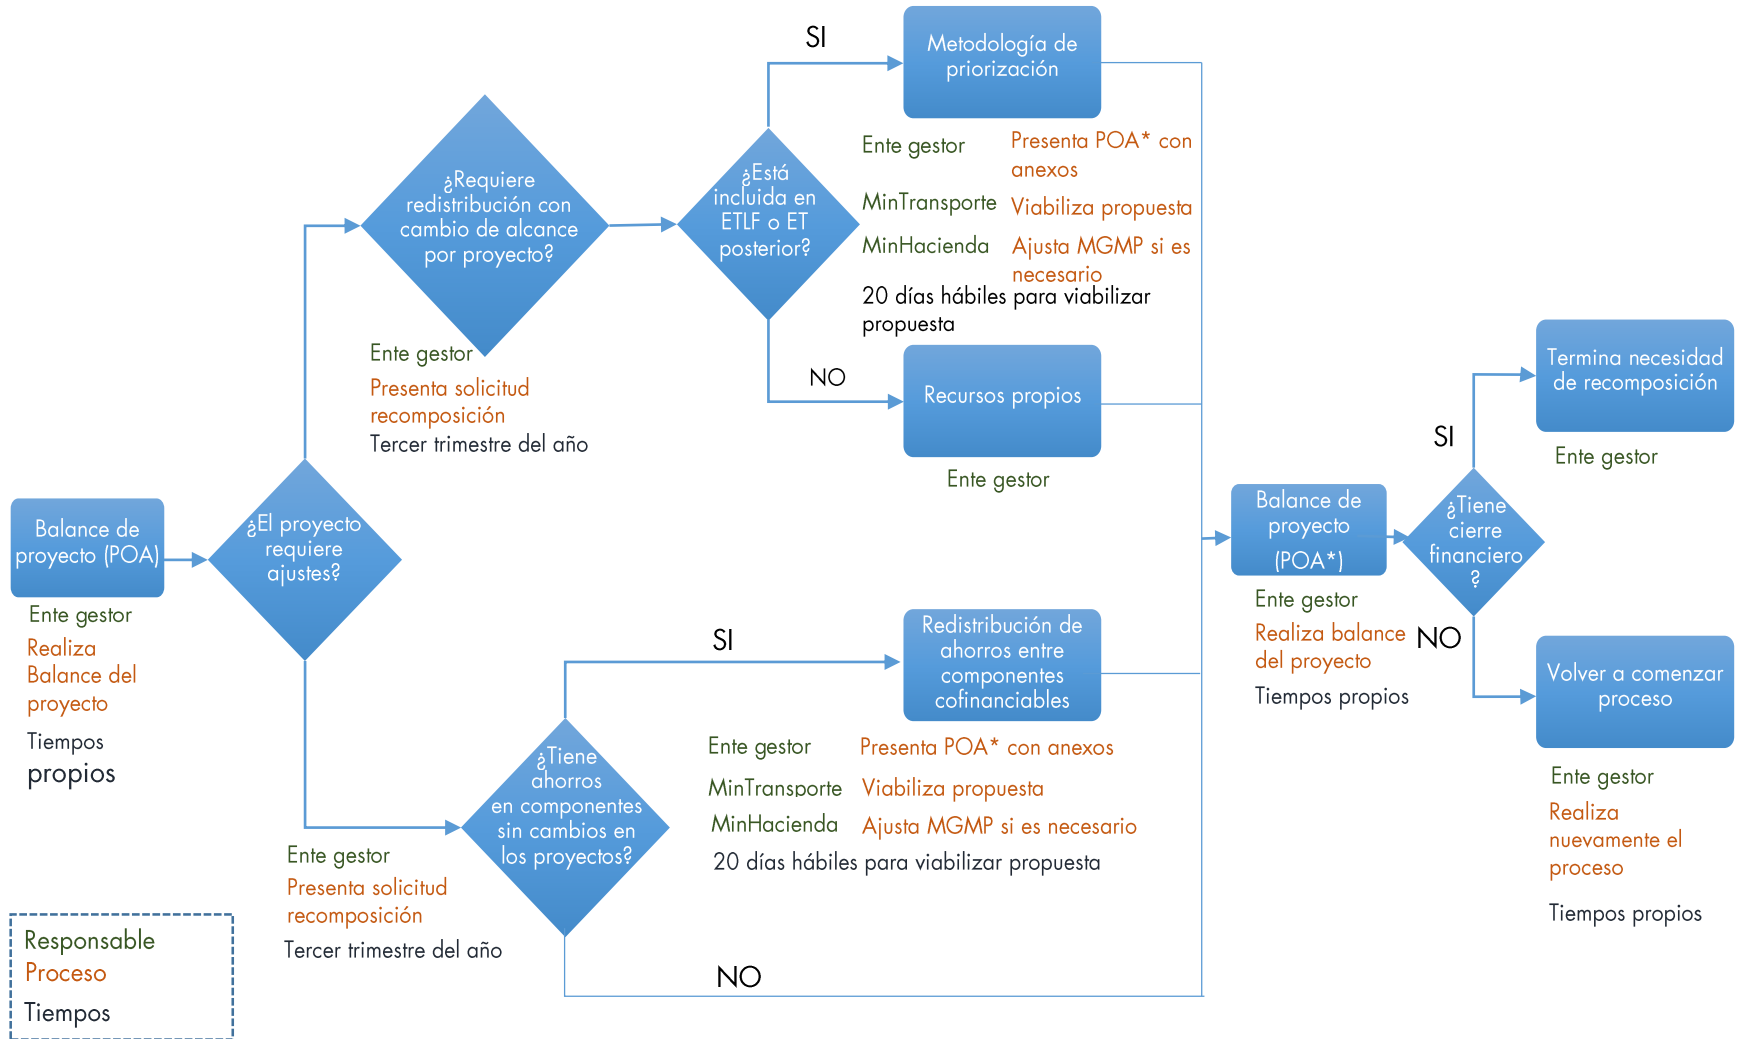 SI
Metodología de
priorización
Ente gestor
Presenta POA* con
anexos
MinTransporte
Viabiliza propuesta
MinHacienda
Ajusta MGMP si es
necesario
20 días hábiles para viabilizar
propuesta
¿Requiere
redistribución con
cambio de alcance
por proyecto?
¿Está
incluida en
ETLF o ET
posterior?
Ente gestor
Presenta solicitud
recomposición
Tercer trimestre del año
NO
Recursos propios
Ente gestor
Balance de
proyecto (POA)
Ente gestor
Realiza
Balance del
proyecto
Tiempos
propios
¿El proyecto
requiere
ajustes?
SI
Redistribución de
ahorros entre
componentes
cofinanciables
Ente gestor
Presenta POA* con anexos
MinTransporte
Viabiliza propuesta
MinHacienda
Ajusta MGMP si es necesario
20 días hábiles para viabilizar propuesta
¿Tiene
ahorros
en componentes
sin cambios en
los proyectos?
Ente gestor
Presenta solicitud
recomposición
Tercer trimestre del año
NO
Balance de
proyecto
(POA*)
Ente gestor
Realiza balance
del proyecto
Tiempos propios
¿Tiene
cierre
financiero
?
SI
Termina necesidad
de recomposición
Ente gestor
NO
Volver a comenzar
proceso
Ente gestor
Realiza
nuevamente el
proceso
Tiempos propios
Responsable
Proceso
Tiempos